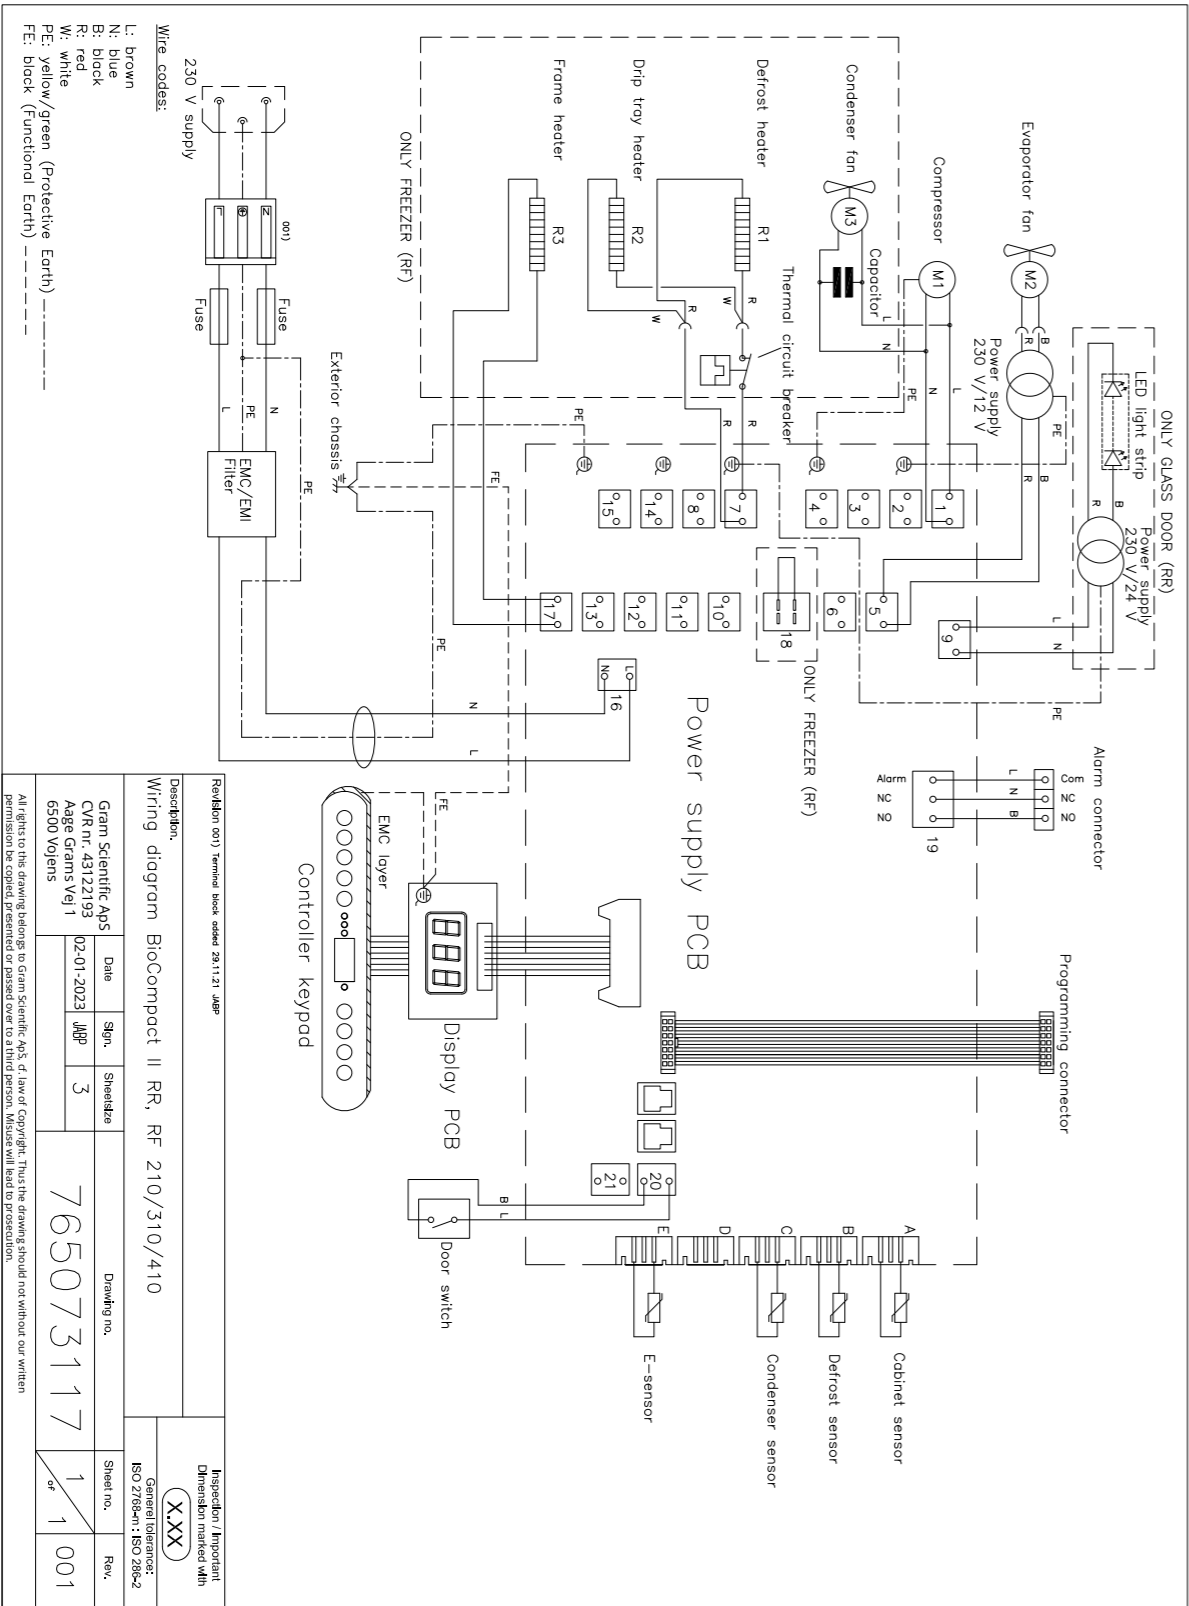 ONLY GLASS DOOR (RR)
LED light strip
Power supply
230 V/24 V
B
R
L
N
PE
Evaporator fan
M2
B
R
Power supply
230 V/12 V
PE
B
R
Compressor
M1
L
N
PE
Condenser fan
M3
Capacitor
L
N
Defrost heater
R1
Thermal circuit breaker
R
W
R
R
Drip tray heater
R2
R
W
Frame heater
R3
ONLY FREEZER (RF)
1
2
3
4
7
8
14
15
PE
9
5
6
18
ONLY FREEZER (RF)
10
11
12
13
17
L
N
16
Power supply PCB
Alarm connector
Com
NC
NO
L
N
B
Alarm
NC
NO
19
Programming connector
A
B
C
D
E
Cabinet sensor
Defrost sensor
Condenser sensor
E-sensor
20
21
B
L
Door switch
Display PCB
FE
EMC layer
Controller keypad
Exterior chassis
FE
PE
PE
N
L
230 V supply
001)
N
L
Fuse
Fuse
N
PE
L
EMC/EMI
Filter
Wire codes:
L: brown
N: blue
B: black
R: red
W: white
PE: yellow/green (Protective Earth)
FE: black (Functional Earth)
Revision 001) Terminal block added 29.11.21 JABP
Inspection / Important
Dimension marked with
X.XX
Description.
Wiring diagram BioCompact II RR, RF 210/310/410
Generel tolerance:
ISO 2768-m : ISO 286-2
Gram Scientific ApS
CVR nr. 43122193
Aage Grams Vej 1
6500 Vojens
Date
02-01-2023
Sign.
JABP
Sheetsize
3
Drawing no.
765073117
Sheet no.
1 of 1
Rev.
001
All rights to this drawing belongs to Gram Scientific ApS, cf. law of Copyright. Thus the drawing should not without our written
permission be copied, presented or passed over to a third person. Misuse will lead to prosecution.